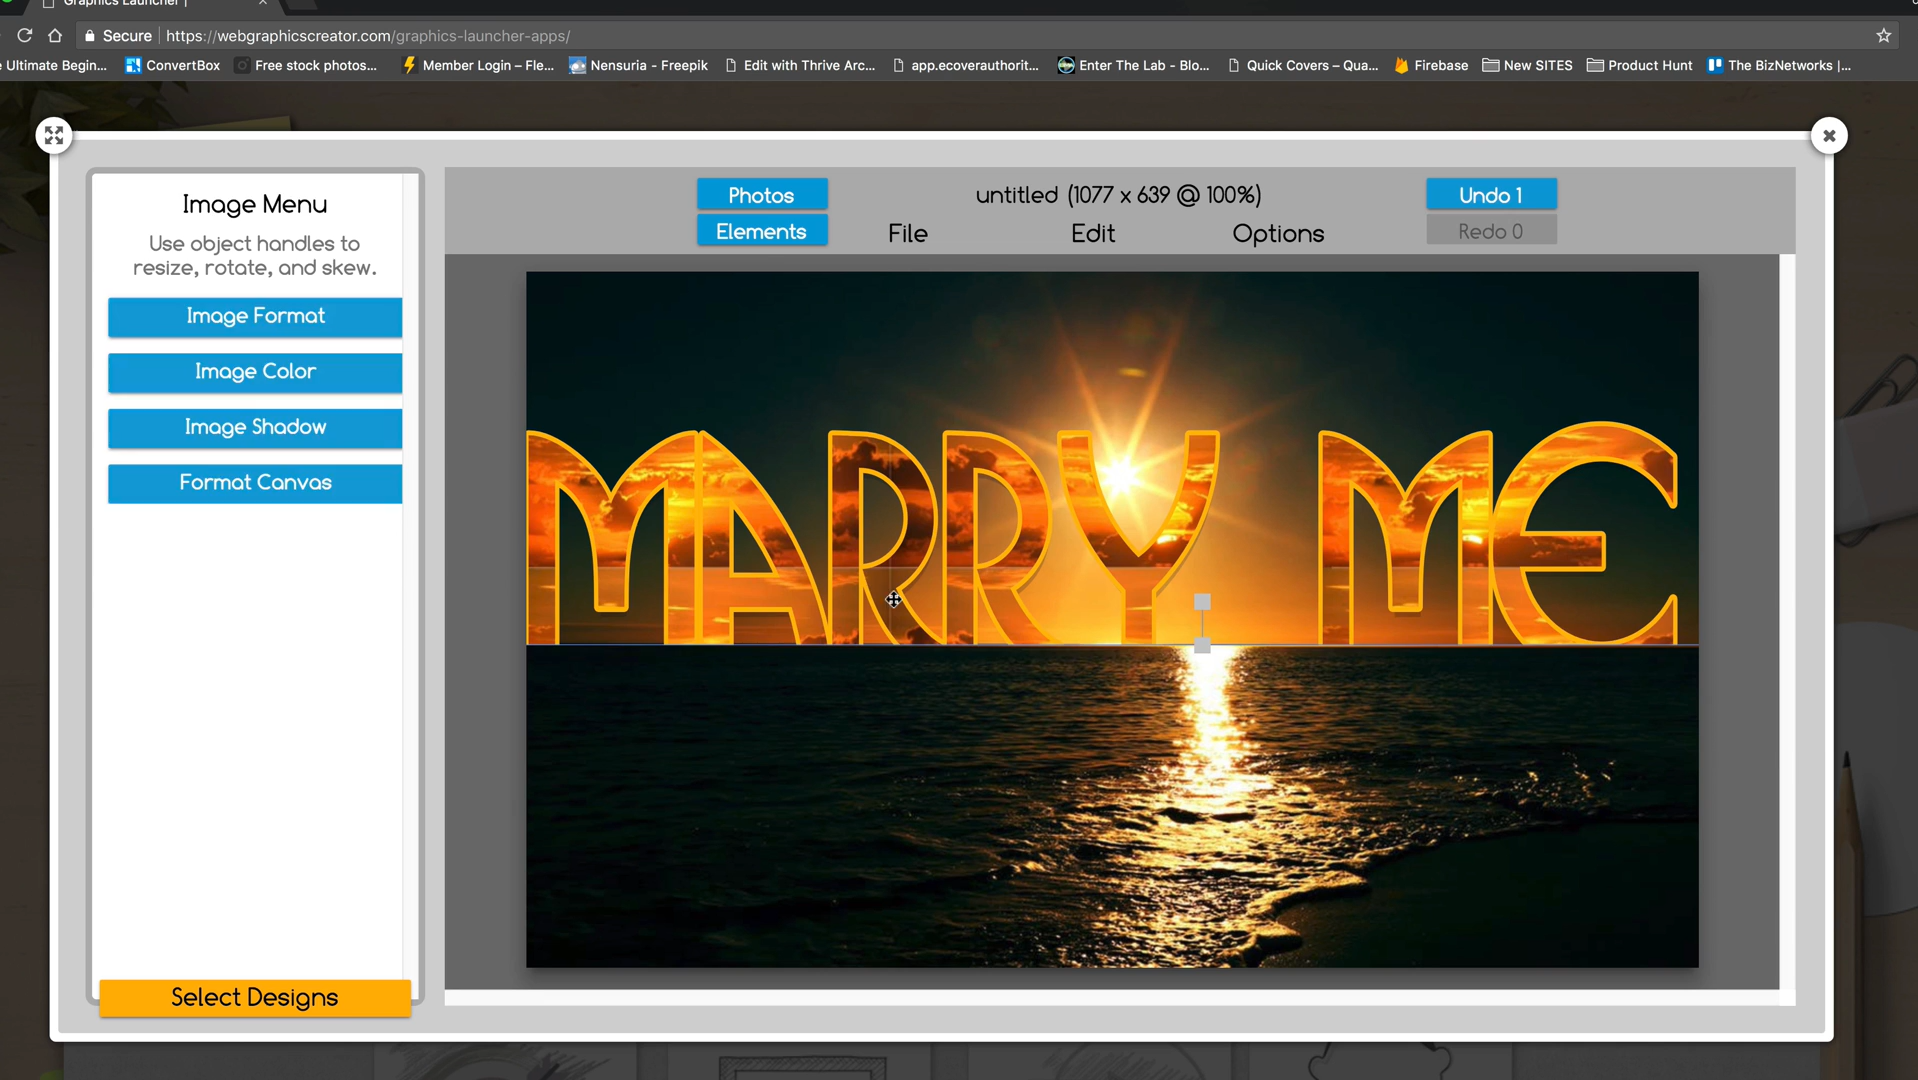 Graphics Launcher |
Secure | https://webgraphicscreator.com/graphics-launcher-apps/
e Ultimate Begin... ConvertBox Free stock photos... Member Login – Fle... Nensuria - Freepik Edit with Thrive Arc... app.ecoverauthorit... Enter The Lab - Blo... Quick Covers – Qua... Firebase New SITES Product Hunt The BizNetworks |...
Image Menu
Use object handles to
resize, rotate, and skew.
Image Format
Image Color
Image Shadow
Format Canvas
Select Designs
Photos
Elements
untitled (1077 x 639 @ 100%)
File Edit Options
Undo 1
Redo 0
MARRY ME